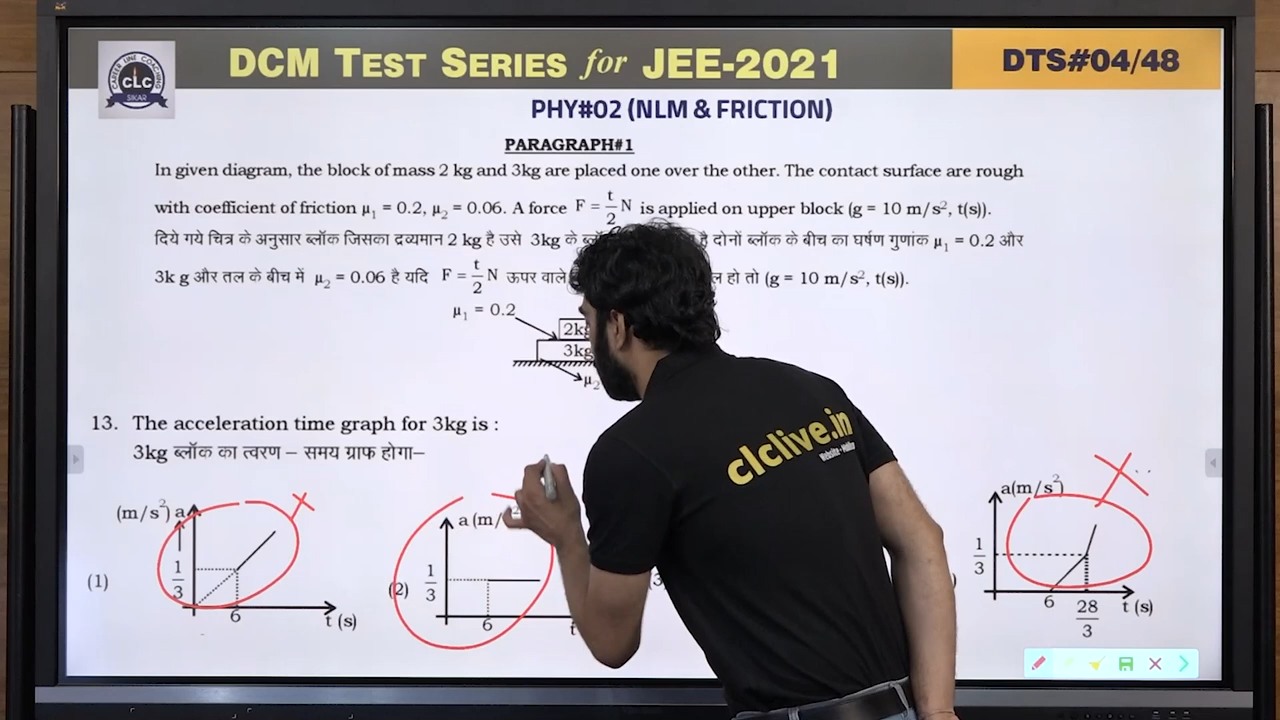 DCM TEST SERIES for JEE-2021
DTS#04/48
CAREER LINE COACHING
CLC
SIKAR
PHY#02 (NLM & FRICTION)
PARAGRAPH#1
In given diagram, the block of mass 2 kg and 3kg are placed one over the other. The contact surface are rough
with coefficient of friction μ₁ = 0.2, μ₂ = 0.06. A force F = t/2 N is applied on upper block (g = 10 m/s², t(s)).
दिये गये चित्र के अनुसार ब्लॉक जिसका द्रव्यमान 2 kg है उसे 3kg के है दोनों ब्लॉक के बीच का घर्षण गुणांक μ₁ = 0.2 और
3k g और तल के बीच में μ₂ = 0.06 है यदि F = t/2 N ऊपर वाले हो तो (g = 10 m/s², t(s)).
μ₁ = 0.2
2kg
3kg
μ₂
13. The acceleration time graph for 3kg is :
3kg ब्लॉक का त्वरण – समय ग्राफ होगा–
(1) (m/s²) a 1/3 6 t (s)
(2) a (m/ 1/3 6 t
a(m/s²) 1/3 6 28/3 t (s)
clclive.in